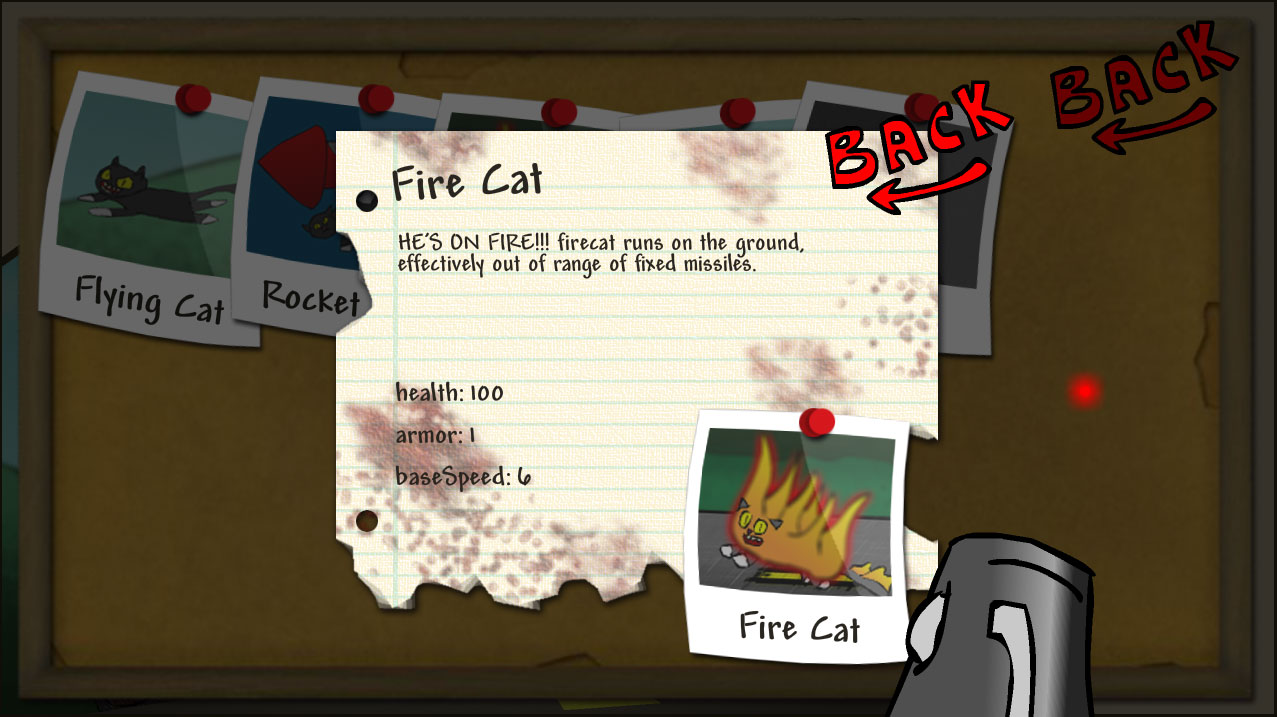 BACK
BACK
Fire Cat
HE'S ON FIRE!!! firecat runs on the ground,
effectively out of range of fixed missiles.
Flying Cat
Rocket
health: 100
armor: 1
baseSpeed: 6
Fire Cat